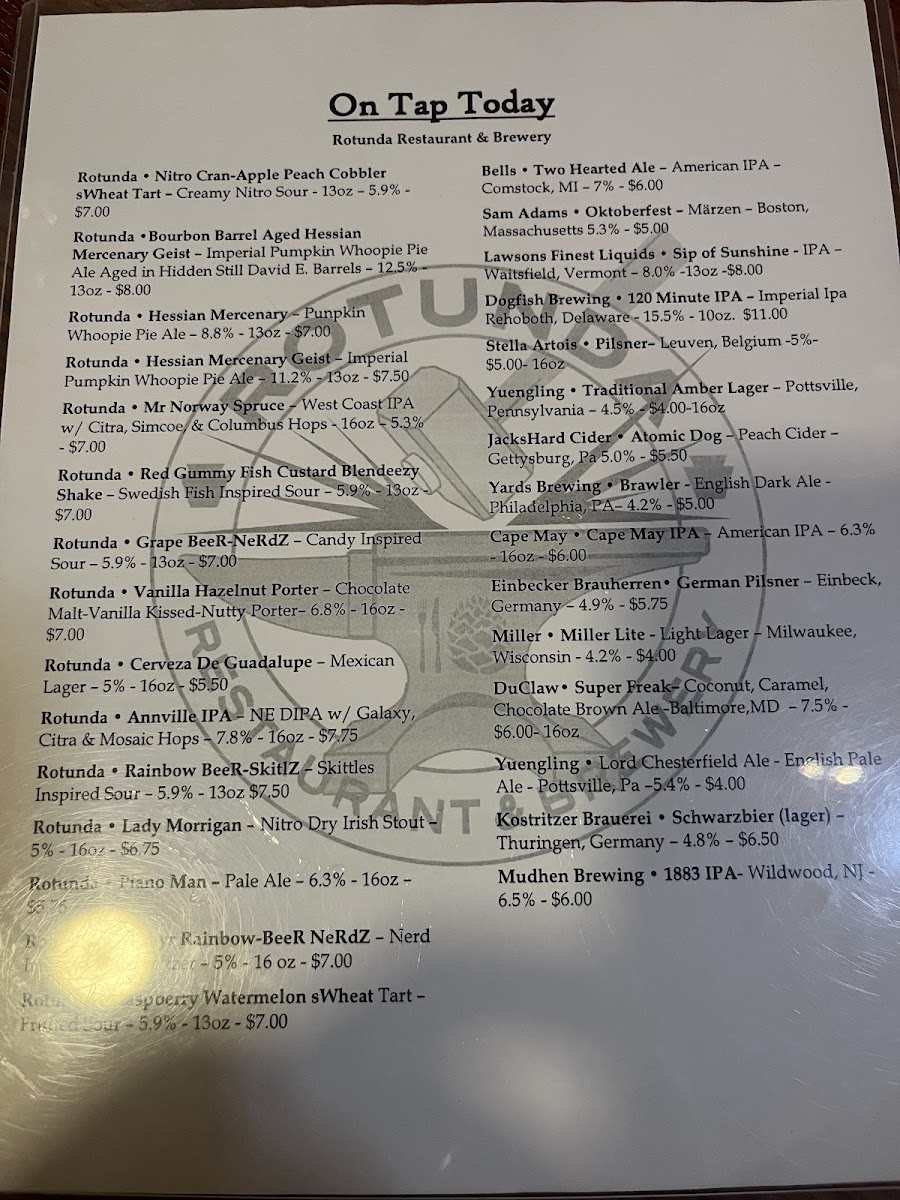 On Tap Today
Rotunda Restaurant & Brewery
Rotunda • Nitro Cran-Apple Peach Cobbler
sWheat Tart – Creamy Nitro Sour - 13oz – 5.9% -
$7.00
Rotunda •Bourbon Barrel Aged Hessian
Mercenary Geist – Imperial Pumpkin Whoopie Pie
Ale Aged in Hidden Still David E. Barrels – 12.5% -
13oz - $8.00
Rotunda • Hessian Mercenary – Punpkin
Whoopie Pie Ale – 8.8% - 13oz - $7.00
Rotunda • Hessian Mercenary Geist – Imperial
Pumpkin Whoopie Pie Ale – 11.2% - 13oz - $7.50
Rotunda • Mr Norway Spruce – West Coast IPA
w/ Citra, Simcoe, & Columbus Hops - 16oz – 5.3%
- $7.00
Rotunda • Red Gummy Fish Custard Blendeezy
Shake – Swedish Fish Inspired Sour – 5.9% - 13oz -
$7.00
Rotunda • Grape BeeR-NeRdZ – Candy Inspired
Sour – 5.9% - 13oz - $7.00
Rotunda • Vanilla Hazelnut Porter – Chocolate
Malt-Vanilla Kissed-Nutty Porter– 6.8% - 16oz -
$7.00
Rotunda • Cerveza De Guadalupe – Mexican
Lager – 5% - 16oz - $5.50
Rotunda • Annville IPA – NE DIPA w/ Galaxy,
Citra & Mosaic Hops – 7.8% - 16oz - $7.75
Rotunda • Rainbow BeeR-SkitlZ – Skittles
Inspired Sour – 5.9% - 13oz $7.50
Rotunda • Lady Morrigan – Nitro Dry Irish Stout –
5% - 16oz - $6.75
Rotunda • Piano Man – Pale Ale – 6.3% - 16oz –
Rainbow-BeeR NeRdZ – Nerd
– 5% - 16 oz - $7.00
Watermelon sWheat Tart –
Sour – 5.9% - 13oz - $7.00
Bells • Two Hearted Ale – American IPA –
Comstock, MI – 7% - $6.00
Sam Adams • Oktoberfest – Märzen – Boston,
Massachusetts 5.3% - $5.00
Lawsons Finest Liquids • Sip of Sunshine - IPA –
Waitsfield, Vermont – 8.0% -13oz -$8.00
Dogfish Brewing • 120 Minute IPA – Imperial Ipa
Rehoboth, Delaware - 15.5% - 10oz. $11.00
Stella Artois • Pilsner– Leuven, Belgium -5%-
$5.00- 16oz
Yuengling • Traditional Amber Lager – Pottsville,
Pennsylvania – 4.5% - $4.00-16oz
JacksHard Cider • Atomic Dog – Peach Cider –
Gettysburg, Pa 5.0% - $5.50
Yards Brewing • Brawler - English Dark Ale -
Philadelphia, PA– 4.2% - $5.00
Cape May • Cape May IPA – American IPA – 6.3%
- 16oz - $6.00
Einbecker Brauherren• German Pilsner – Einbeck,
Germany – 4.9% - $5.75
Miller • Miller Lite - Light Lager – Milwaukee,
Wisconsin - 4.2% - $4.00
DuClaw• Super Freak– Coconut, Caramel,
Chocolate Brown Ale -Baltimore,MD – 7.5% -
$6.00- 16oz
Yuengling • Lord Chesterfield Ale - English Pale
Ale - Pottsville, Pa –5.4% - $4.00
Kostritzer Brauerei • Schwarzbier (lager) –
Thuringen, Germany – 4.8% – $6.50
Mudhen Brewing • 1883 IPA- Wildwood, NJ -
6.5% - $6.00
ROTUNDA
RESTAURANT & BREWERY